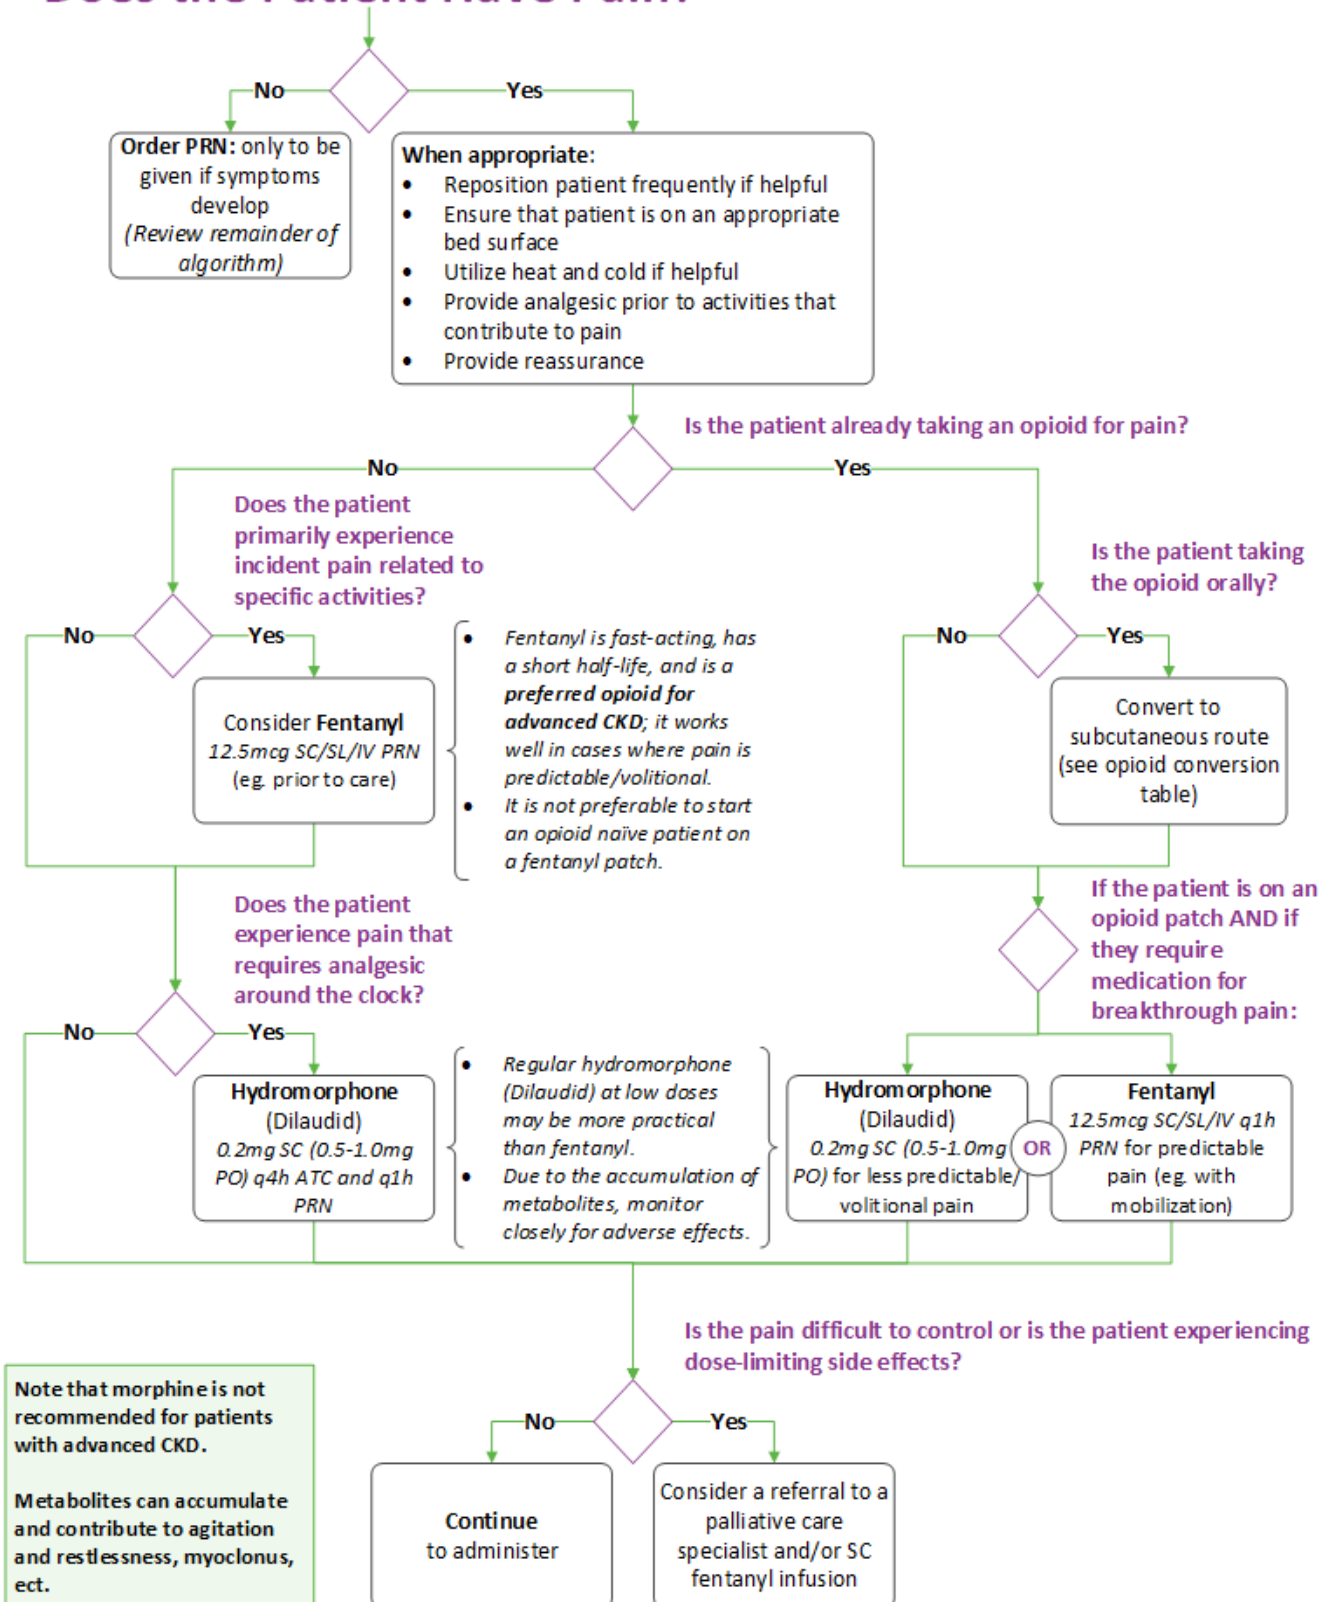 Does the Patient Have Pain?
No
Yes
Order PRN: only to be
given if symptoms
develop
(Review remainder of
algorithm)
When appropriate:
• Reposition patient frequently if helpful
• Ensure that patient is on an appropriate
bed surface
• Utilize heat and cold if helpful
• Provide analgesic prior to activities that
contribute to pain
• Provide reassurance
Is the patient already taking an opioid for pain?
No
Yes
Does the patient
primarily experience
incident pain related to
specific activities?
No
Yes
Consider Fentanyl
12.5mcg SC/SL/IV PRN
(eg. prior to care)
• Fentanyl is fast-acting, has
a short half-life, and is a
preferred opioid for
advanced CKD; it works
well in cases where pain is
predictable/volitional.
• It is not preferable to start
an opioid naïve patient on
a fentanyl patch.
Is the patient taking
the opioid orally?
No
Yes
Convert to
subcutaneous route
(see opioid conversion
table)
Does the patient
experience pain that
requires analgesic
around the clock?
No
Yes
Hydromorphone
(Dilaudid)
0.2mg SC (0.5-1.0mg
PO) q4h ATC and q1h
PRN
• Regular hydromorphone
(Dilaudid) at low doses
may be more practical
than fentanyl.
• Due to the accumulation of
metabolites, monitor
closely for adverse effects.
If the patient is on an
opioid patch AND if
they require
medication for
breakthrough pain:
Hydromorphone
(Dilaudid)
0.2mg SC (0.5-1.0mg
PO) for less predictable/
volitional pain
OR
Fentanyl
12.5mcg SC/SL/IV q1h
PRN for predictable
pain (eg. with
mobilization)
Is the pain difficult to control or is the patient experiencing
dose-limiting side effects?
No
Yes
Continue
to administer
Consider a referral to a
palliative care
specialist and/or SC
fentanyl infusion
Note that morphine is not
recommended for patients
with advanced CKD.
Metabolites can accumulate
and contribute to agitation
and restlessness, myoclonus,
ect.